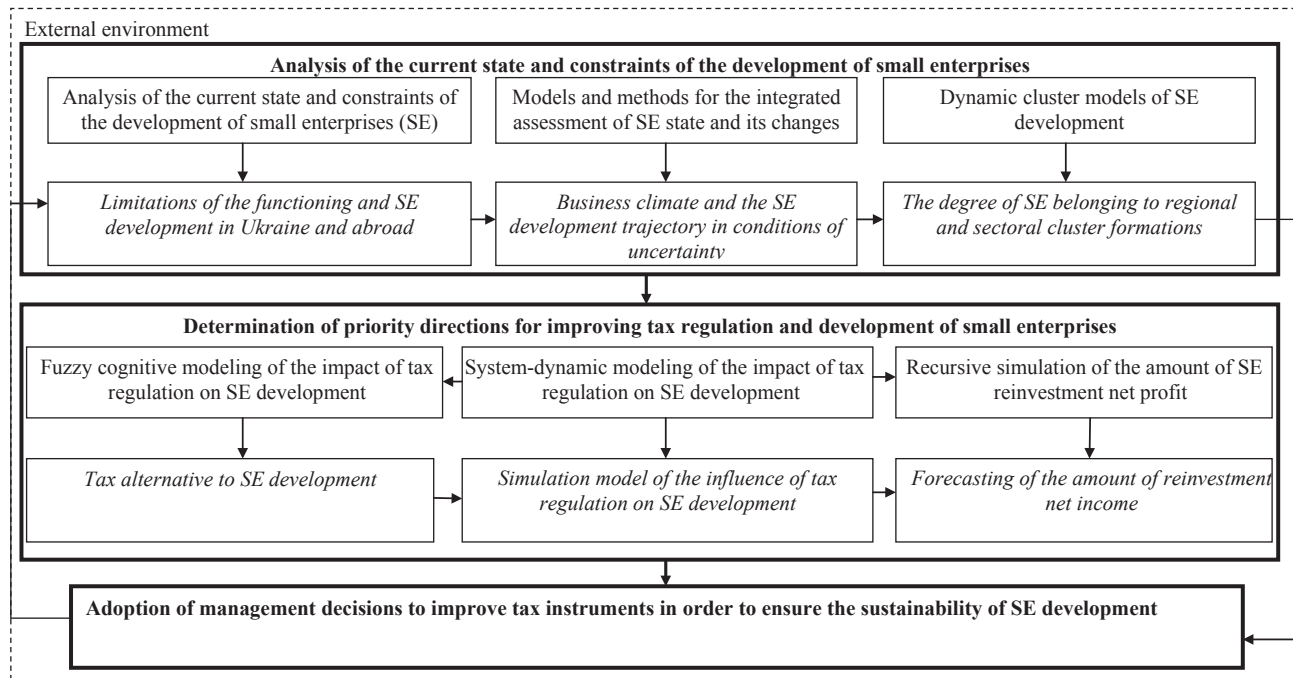 External environment
Analysis of the current state and constraints of the development of small enterprises
Analysis of the current state and constraints of
the development of small enterprises (SE)
Models and methods for the integrated
assessment of SE state and its changes
Dynamic cluster models of SE
development
Limitations of the functioning and SE
development in Ukraine and abroad
Business climate and the SE
development trajectory in conditions of
uncertainty
The degree of SE belonging to regional
and sectoral cluster formations
Determination of priority directions for improving tax regulation and development of small enterprises
Fuzzy cognitive modeling of the impact of tax
regulation on SE development
System-dynamic modeling of the impact of tax
regulation on SE development
Recursive simulation of the amount of SE
reinvestment net profit
Tax alternative to SE development
Simulation model of the influence of tax
regulation on SE development
Forecasting of the amount of reinvestment
net income
Adoption of management decisions to improve tax instruments in order to ensure the sustainability of SE development